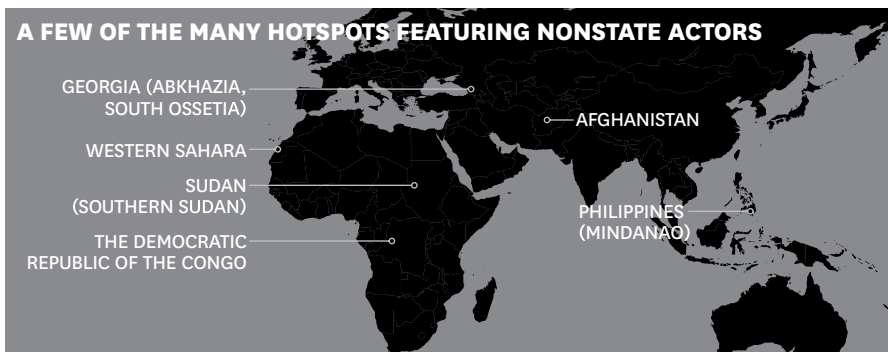 A FEW OF THE MANY HOTSPOTS FEATURING NONSTATE ACTORS
GEORGIA (ABKHAZIA,
SOUTH OSSETIA)
AFGHANISTAN
WESTERN SAHARA
SUDAN
(SOUTHERN SUDAN)
PHILIPPINES
(MINDANAO)
THE DEMOCRATIC
REPUBLIC OF THE CONGO